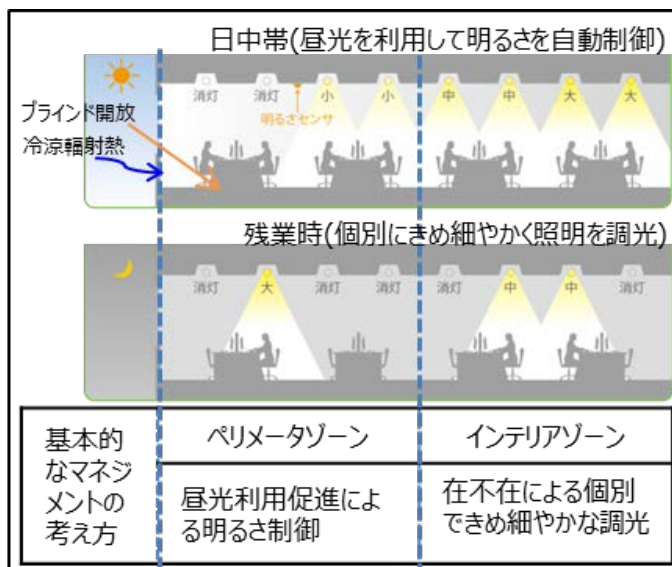 日中帯(昼光を利用して明るさを自動制御)
消灯 消灯 小 小 中 中 大 大
ブラインド開放
明るさセンサ
冷涼輻射熱
残業時(個別にきめ細やかく照明を調光)
消灯 大 消灯 消灯 消灯 中 中 消灯
基本的
なマネジ
メントの
考え方
ペリメータゾーン
インテリアゾーン
昼光利用促進によ
る明るさ制御
在不在による個別
できめ細やかな調光